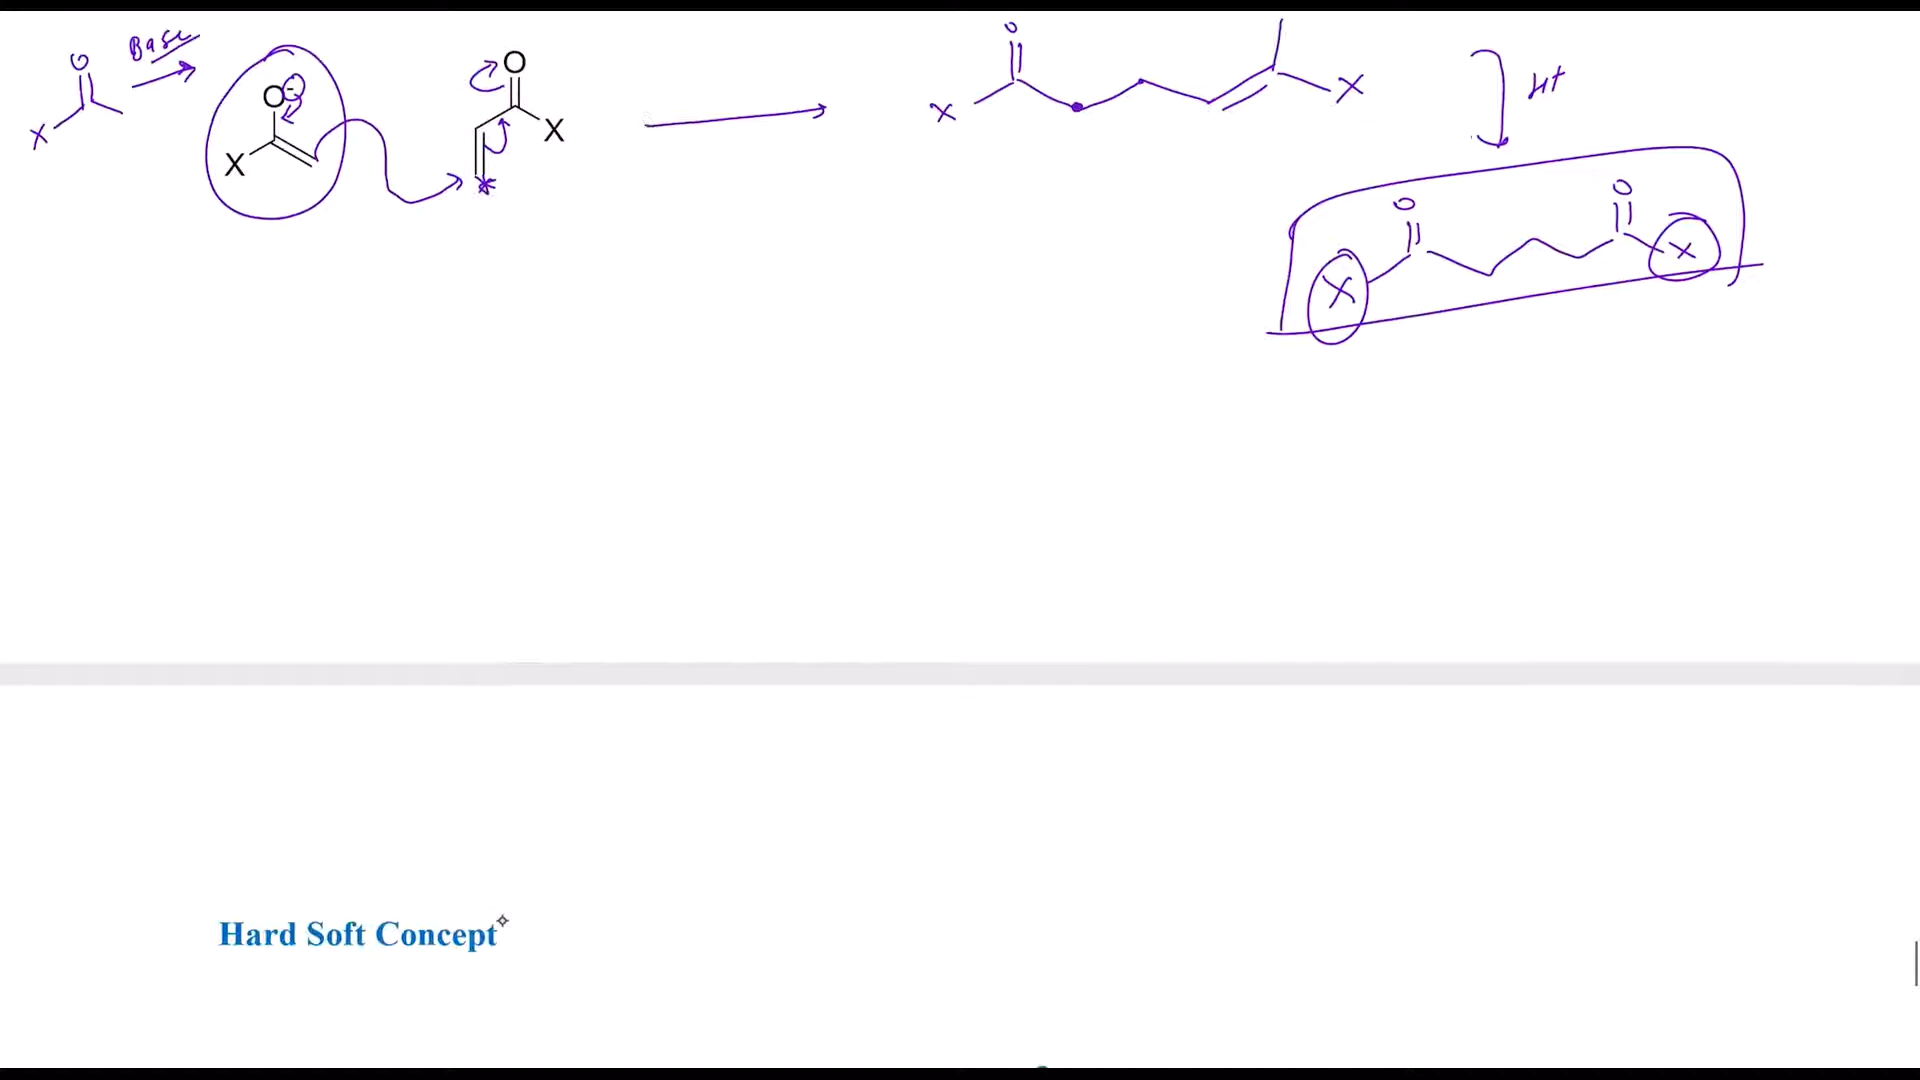 O O O
Base
O X
X X H+
X
O
O
X X
Hard Soft Concept